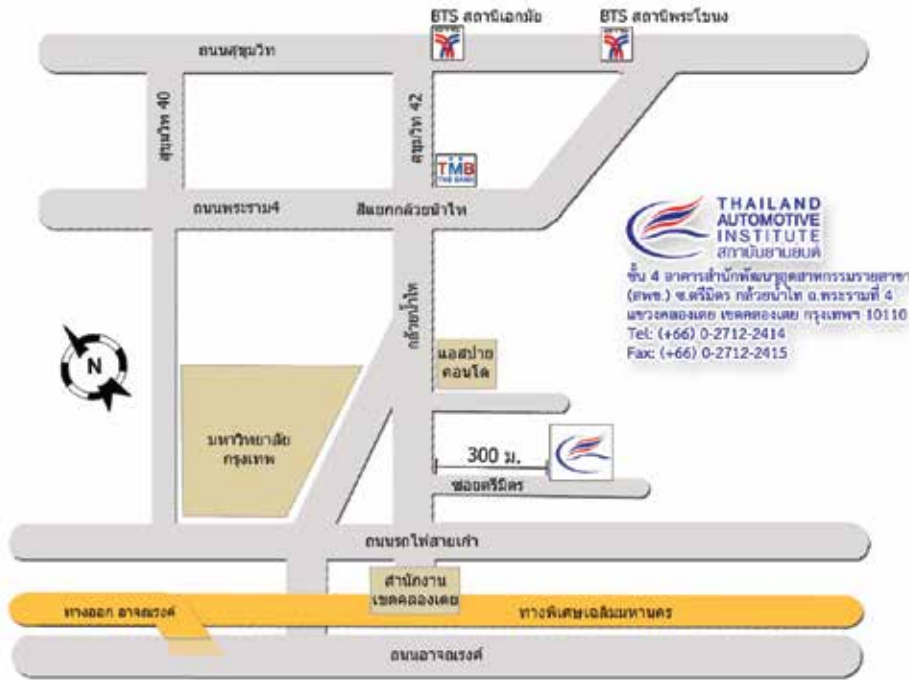 BTS สถานีเอกมัย
BTS สถานีพระโขนง
ถนนสุขุมวิท
สุขุมวิท 40
สุขุมวิท 42
TMB
TMB BANK
ถนนพระราม4
สี่แยกกล้วยน้ำไท
THAILAND
AUTOMOTIVE
INSTITUTE
สถาบันยานยนต์
ชั้น 4 อาคารสำนักพัฒนาอุตสาหกรรมรายสาขา
(สพข.) ซ.ตรีมิตร กล้วยน้ำไท ถ.พระรามที่ 4
แขวงคลองเตย เขตคลองเตย กรุงเทพฯ 10110
Tel: (+66) 0-2712-2414
Fax: (+66) 0-2712-2415
กล้วยน้ำไท
N
แอสปาย
คอนโด
มหาวิทยาลัย
กรุงเทพ
300 ม.
ซอยตรีมิตร
ถนนรถไฟสายเก่า
สำนักงาน
เขตคลองเตย
ทางออก อาจณรงค์
ทางพิเศษเฉลิมมหานคร
ถนนอาจณรงค์